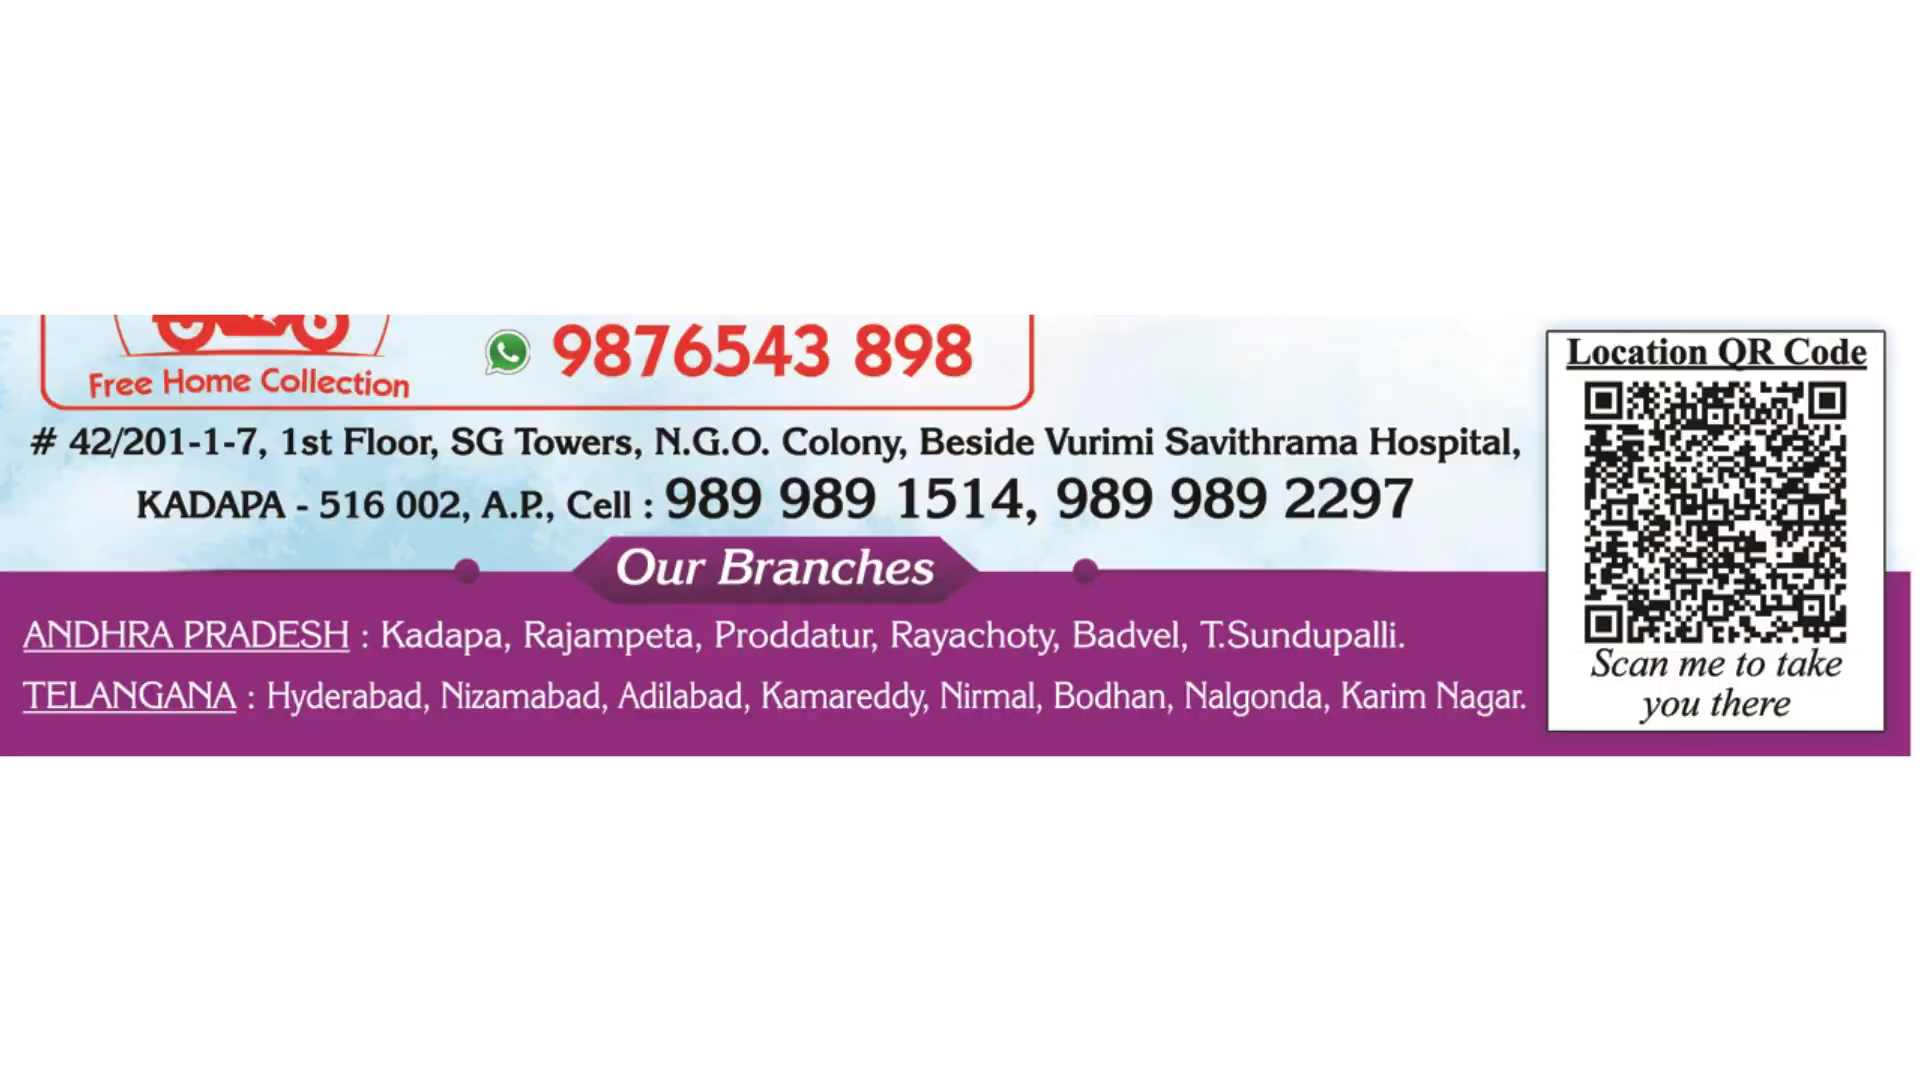 Free Home Collection
9876543 898
# 42/201-1-7, 1st Floor, SG Towers, N.G.O. Colony, Beside Vurimi Savithrama Hospital,
KADAPA - 516 002, A.P., Cell : 989 989 1514, 989 989 2297
Our Branches
ANDHRA PRADESH : Kadapa, Rajampeta, Proddatur, Rayachoty, Badvel, T.Sundupalli.
TELANGANA : Hyderabad, Nizamabad, Adilabad, Kamareddy, Nirmal, Bodhan, Nalgonda, Karim Nagar.
Location QR Code
Scan me to take
you there